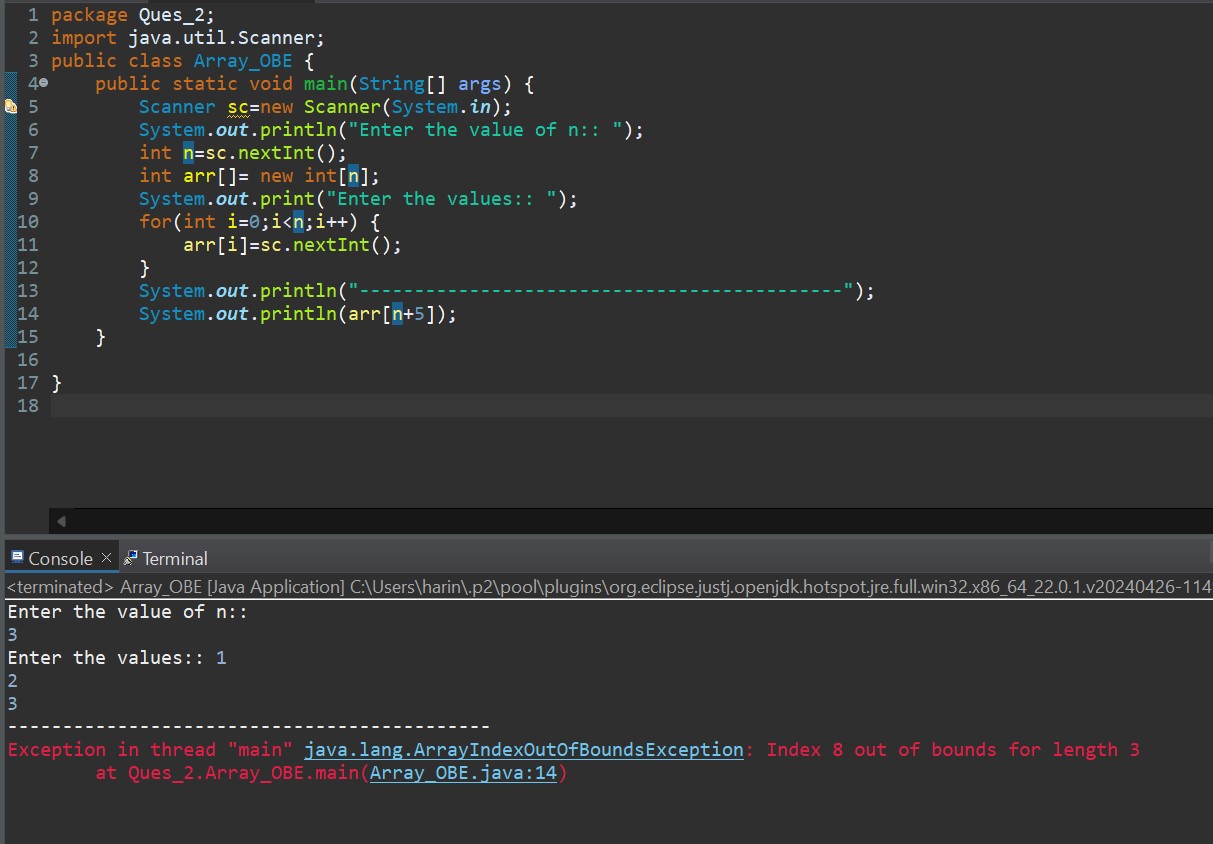 1 package Ques_2;
2 import java.util.Scanner;
3 public class Array_OBE {
4 public static void main(String[] args) {
5 Scanner sc=new Scanner(System.in);
6 System.out.println("Enter the value of n:: ");
7 int n=sc.nextInt();
8 int arr[]= new int[n];
9 System.out.print("Enter the values:: ");
10 for(int i=0;i<n;i++) {
11 arr[i]=sc.nextInt();
12 }
13 System.out.println("--------------------------------------------");
14 System.out.println(arr[n+5]);
15 }
16
17 }
18
Console Terminal
<terminated> Array_OBE [Java Application] C:\Users\harin\.p2\pool\plugins\org.eclipse.justj.openjdk.hotspot.jre.full.win32.x86_64_22.0.1.v20240426-114
Enter the value of n::
3
Enter the values:: 1
2
3
--------------------------------------------
Exception in thread "main" java.lang.ArrayIndexOutOfBoundsException: Index 8 out of bounds for length 3
at Ques_2.Array_OBE.main(Array_OBE.java:14)